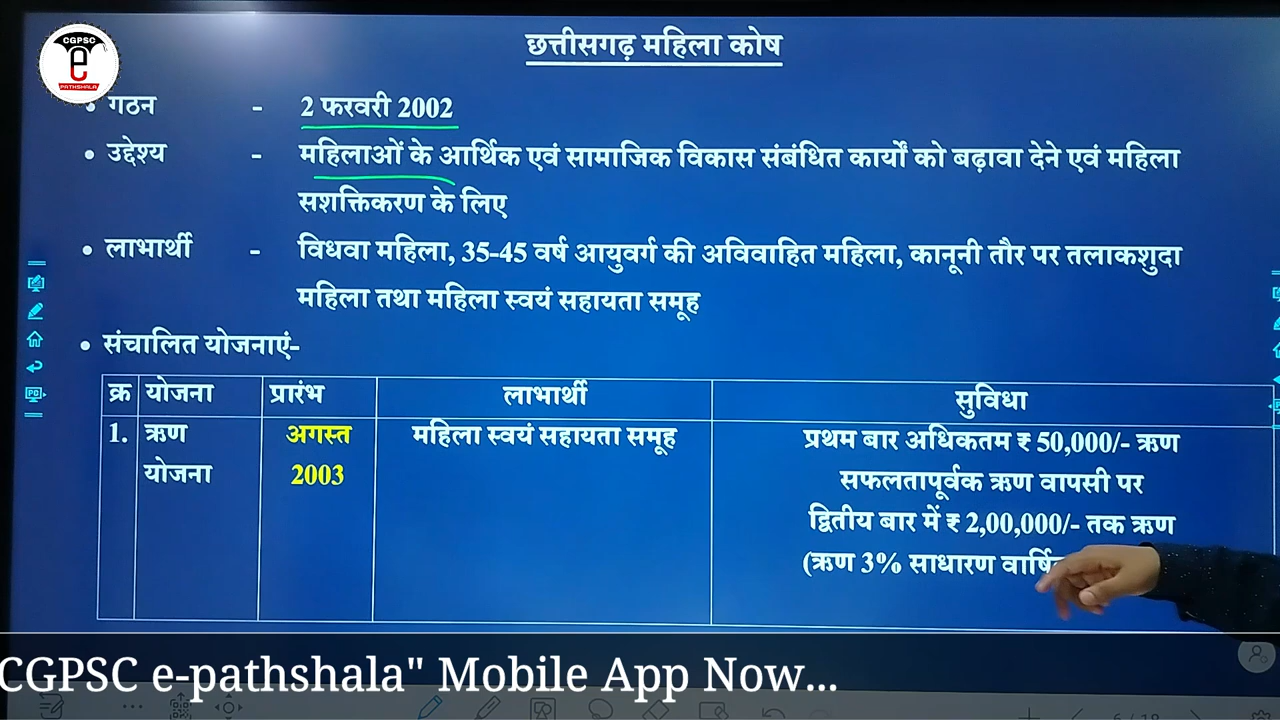 CGPSC
e
PATHSHALA
छत्तीसगढ़ महिला कोष
• गठन - 2 फरवरी 2002
• उद्देश्य - महिलाओं के आर्थिक एवं सामाजिक विकास संबंधित कार्यों को बढ़ावा देने एवं महिला
सशक्तिकरण के लिए
• लाभार्थी - विधवा महिला, 35-45 वर्ष आयुवर्ग की अविवाहित महिला, कानूनी तौर पर तलाकशुदा
महिला तथा महिला स्वयं सहायता समूह
• संचालित योजनाएं-
क्र योजना प्रारंभ लाभार्थी सुविधा
1. ऋण अगस्त महिला स्वयं सहायता समूह प्रथम बार अधिकतम ₹ 50,000/- ऋण
योजना 2003 सफलतापूर्वक ऋण वापसी पर
द्वितीय बार में ₹ 2,00,000/- तक ऋण
(ऋण 3% साधारण
CGPSC e-pathshala" Mobile App Now...